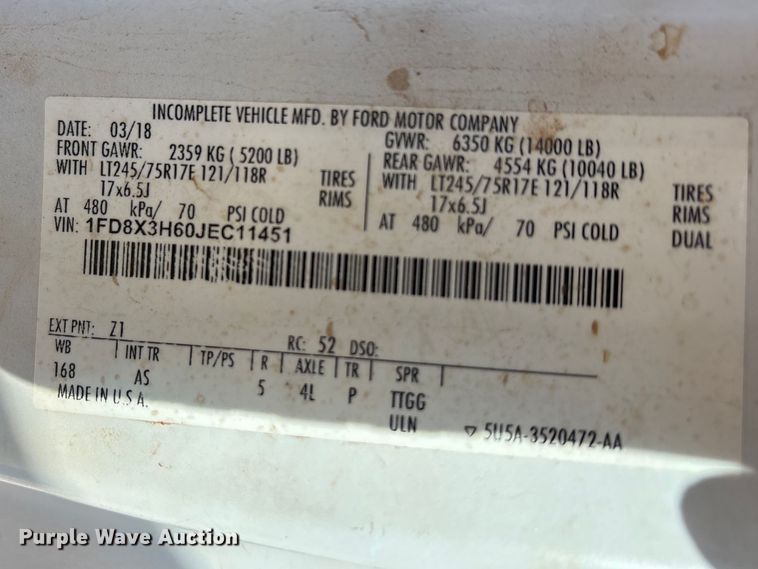 INCOMPLETE VEHICLE MFD. BY FORD MOTOR COMPANY
DATE: 03/18 GVWR: 6350 KG (14000 LB)
FRONT GAWR: 2359 KG ( 5200 LB) REAR GAWR: 4554 KG (10040 LB)
WITH LT245/75R17E 121/118R TIRES WITH LT245/75R17E 121/118R TIRES
17x6.5J RIMS 17x6.5J RIMS
AT 480 kPa/ 70 PSI COLD AT 480 kPa/ 70 PSI COLD DUAL
VIN: 1FD8X3H60JEC11451
EXT PNT: Z1 RC: 52 DSO:
WB INT TR TP/PS R AXLE TR SPR
168 AS 5 4L P TTGG
MADE IN U.S.A. ULN 5U5A-3520472-AA
Purple Wave Auction